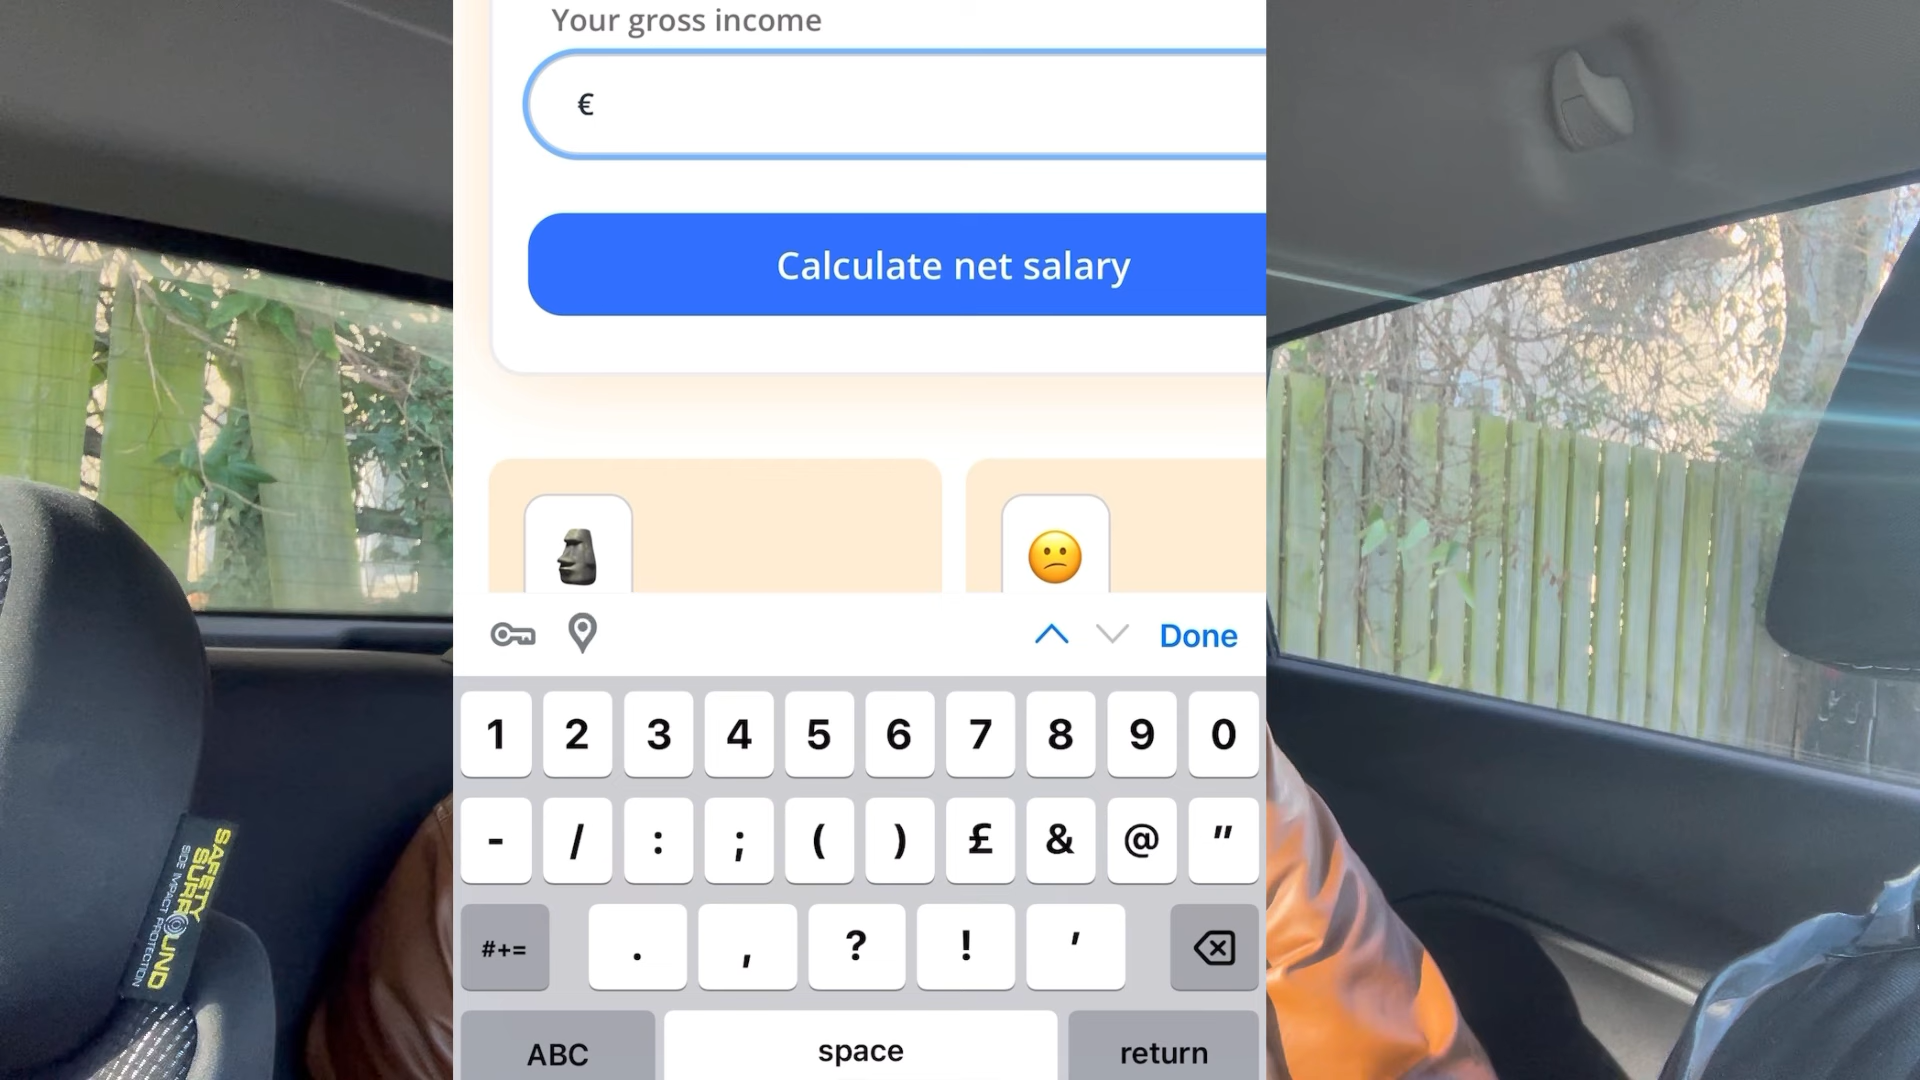 Your gross income
€
Calculate net salary
Done
1 2 3 4 5 6 7 8 9 0
- / : ; ( ) £ & @ "
#+= . , ? ! '
ABC space return
SAFETY
SURROUND
SIDE IMPACT PROTECTION